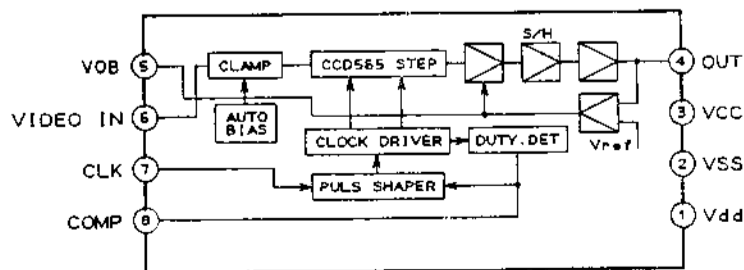 S/H
VOB 5 CLAMP CCD565 STEP 4 OUT
VIDEO IN 6 AUTO BIAS Vref 3 VCC
CLOCK DRIVER DUTY.DET
CLK 7 PULS SHAPER 2 VSS
COMP 8 1 Vdd